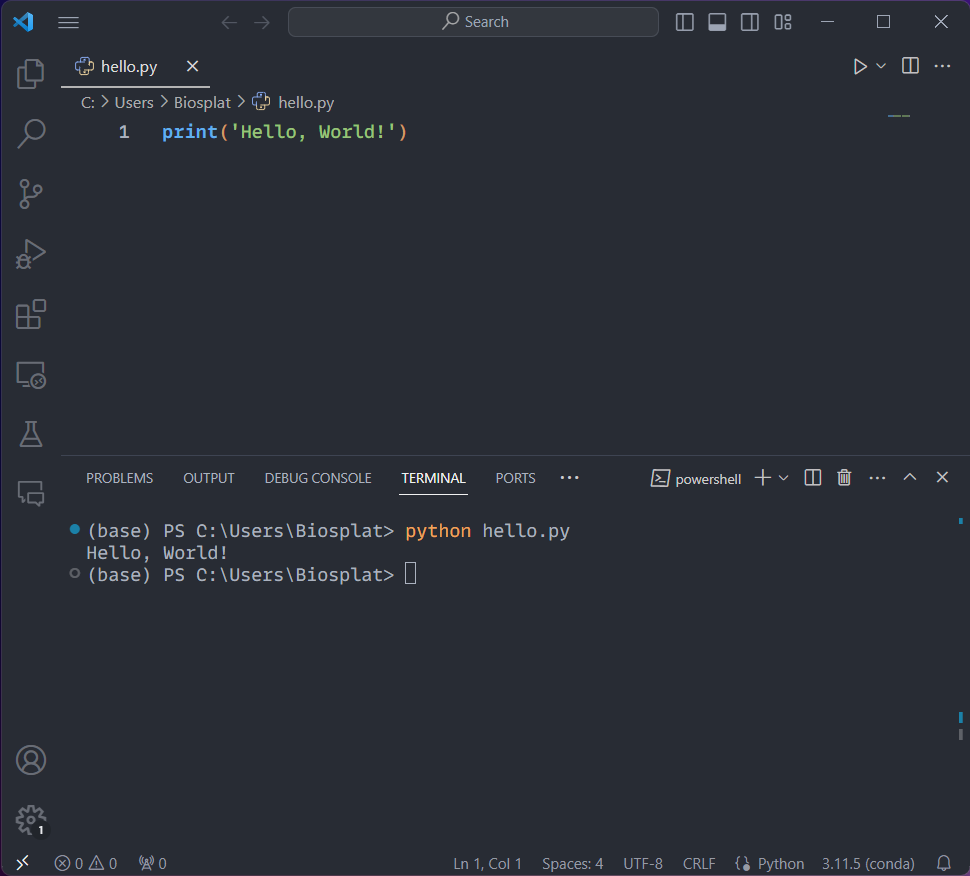 Search
hello.py
C: > Users > Biosplat > hello.py
1 print('Hello, World!')
PROBLEMS OUTPUT DEBUG CONSOLE TERMINAL PORTS ... powershell
(base) PS C:\Users\Biosplat> python hello.py
Hello, World!
(base) PS C:\Users\Biosplat>
1
0 0 0 Ln 1, Col 1 Spaces: 4 UTF-8 CRLF Python 3.11.5 (conda)